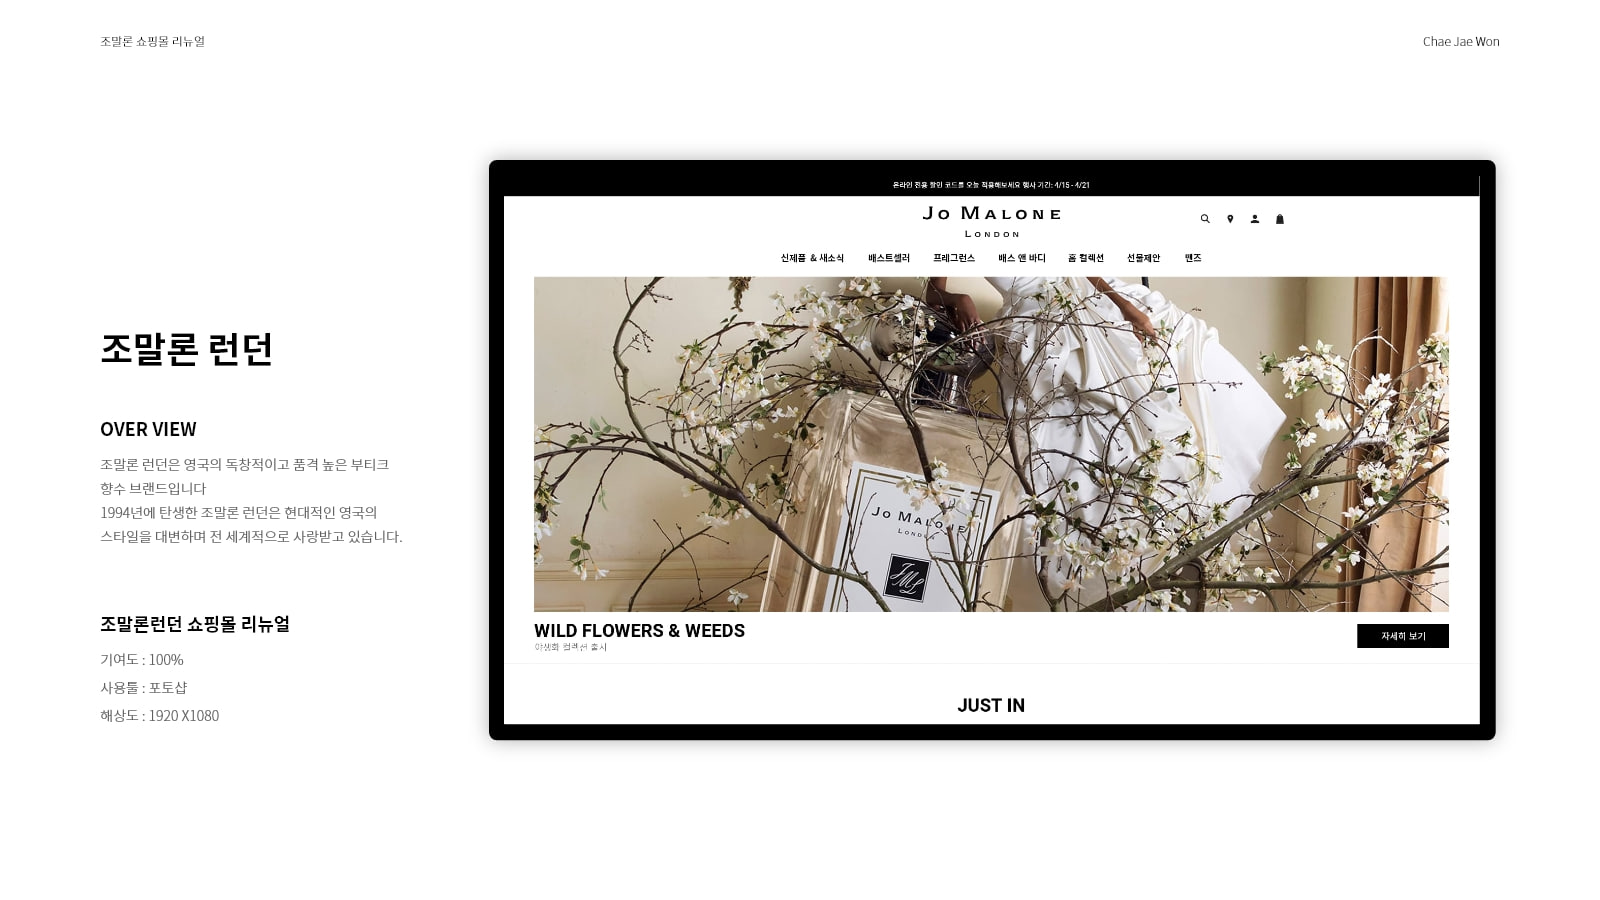 조말론 쇼핑몰 리뉴얼
Chae Jae Won
조말론 런던
OVER VIEW
조말론 런던은 영국의 독창적이고 품격 높은 부티크
향수 브랜드입니다
1994년에 탄생한 조말론 런던은 현대적인 영국의
스타일을 대변하며 전 세계적으로 사랑받고 있습니다.
조말론런던 쇼핑몰 리뉴얼
기여도 : 100%
사용툴 : 포토샵
해상도 : 1920 X1080
온라인 전용 할인 코드를 오늘 적용해보세요 행사 기간: 4/15 - 4/21
JO MALONE
LONDON
신제품 & 새소식 배스트셀러 프레그런스 배스 앤 바디 홈 컬렉션 선물제안 맨즈
JO MALONE
LONDON
JML
WILD FLOWERS & WEEDS
야생화 컬렉션 출시
자세히 보기
JUST IN